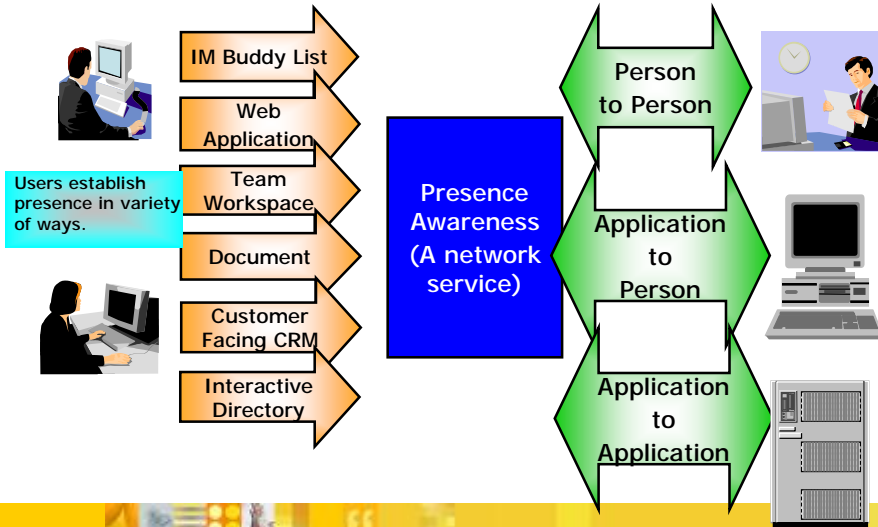 IM Buddy List
Web
Application
Team
Workspace
Document
Customer
Facing CRM
Interactive
Directory
Users establish
presence in variety
of ways.
Presence
Awareness
(A network
service)
Person
to Person
Application
to
Person
Application
to
Application